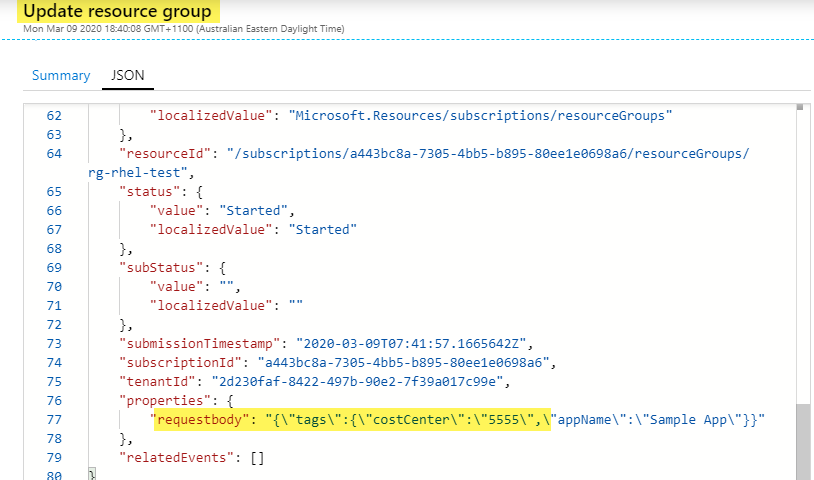 Update resource group
Mon Mar 09 2020 18:40:08 GMT+1100 (Australian Eastern Daylight Time)
Summary JSON
62 "localizedValue": "Microsoft.Resources/subscriptions/resourceGroups"
63 },
64 "resourceId": "/subscriptions/a443bc8a-7305-4bb5-b895-80ee1e0698a6/resourceGroups/
rg-rhel-test",
65 "status": {
66 "value": "Started",
67 "localizedValue": "Started"
68 },
69 "subStatus": {
70 "value": "",
71 "localizedValue": ""
72 },
73 "submissionTimestamp": "2020-03-09T07:41:57.1665642Z",
74 "subscriptionId": "a443bc8a-7305-4bb5-b895-80ee1e0698a6",
75 "tenantId": "2d230faf-8422-497b-90e2-7f39a017c99e",
76 "properties": {
77 "requestbody": "{\"tags\":{\"costCenter\":\"5555\",\"appName\":\"Sample App\"}}"
78 },
79 "relatedEvents": []
80 }